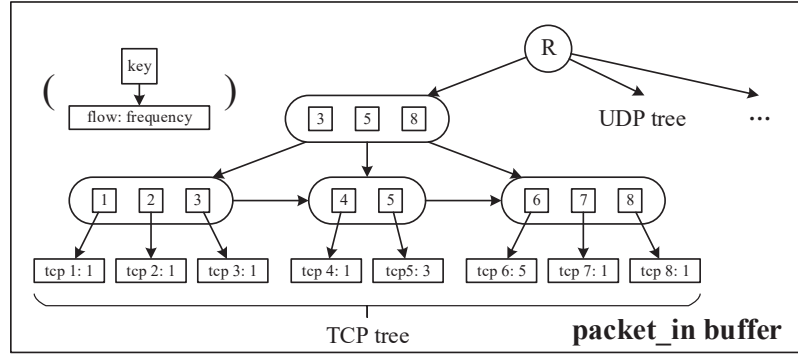 R
key
( )
flow: frequency
3 5 8
UDP tree ...
1 2 3 4 5 6 7 8
tcp 1: 1 tcp 2: 1 tcp 3: 1 tcp 4: 1 tcp5: 3 tcp 6: 5 tcp 7: 1 tcp 8: 1
TCP tree
packet_in buffer